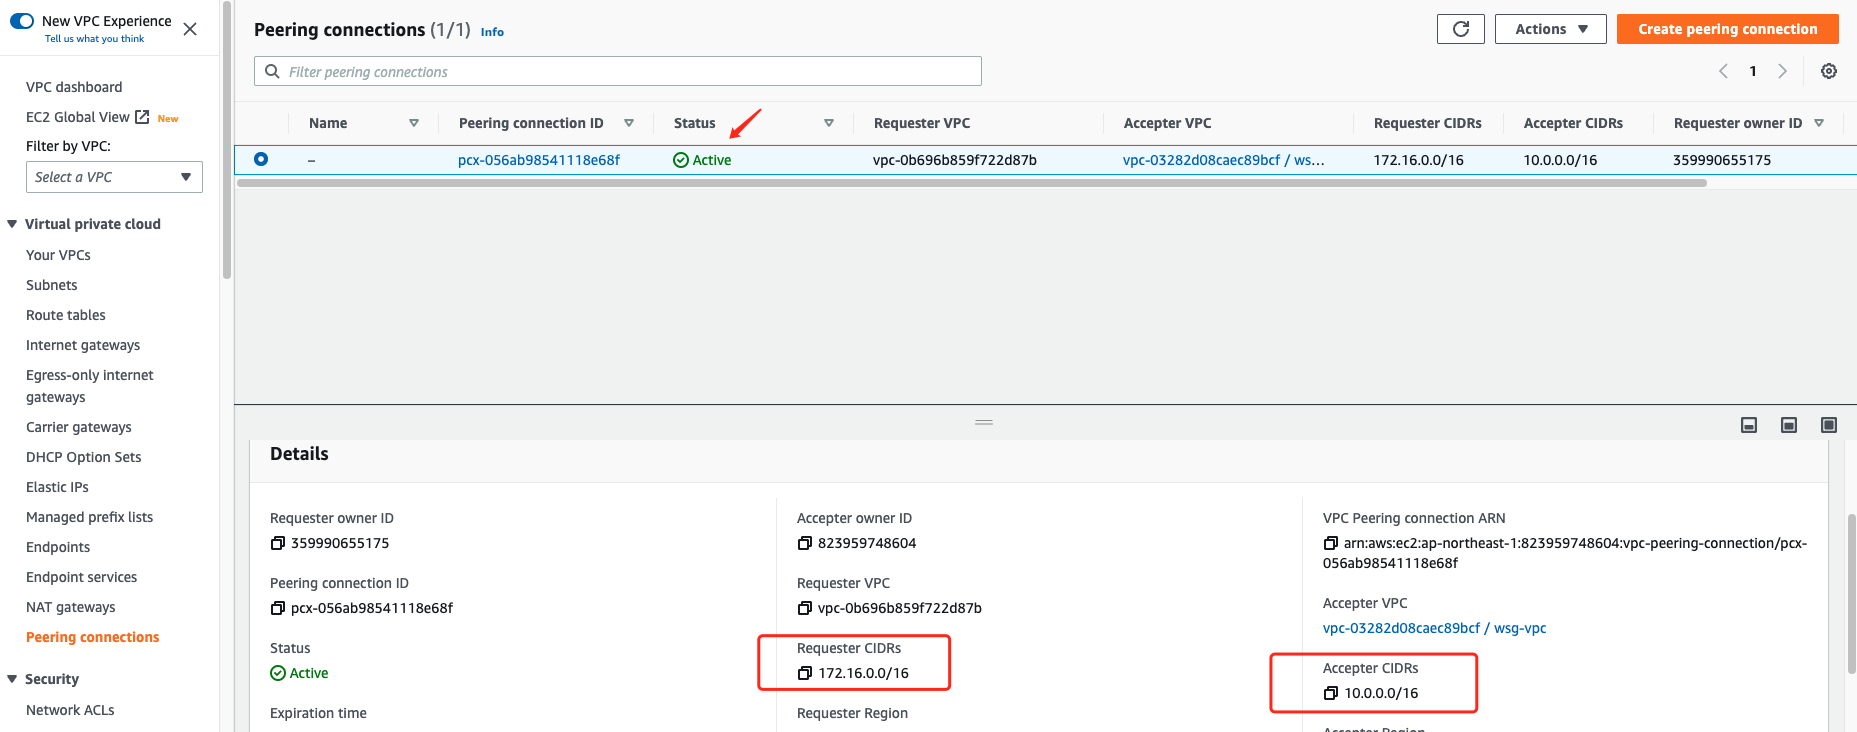 New VPC Experience
Tell us what you think
VPC dashboard
EC2 Global View New
Filter by VPC:
Select a VPC
Virtual private cloud
Your VPCs
Subnets
Route tables
Internet gateways
Egress-only internet
gateways
Carrier gateways
DHCP Option Sets
Elastic IPs
Managed prefix lists
Endpoints
Endpoint services
NAT gateways
Peering connections
Security
Network ACLs
Peering connections (1/1) Info
Actions
Create peering connection
Filter peering connections
1
Name Peering connection ID Status Requester VPC Accepter VPC Requester CIDRs Accepter CIDRs Requester owner ID
– pcx-056ab98541118e68f Active vpc-0b696b859f722d87b vpc-03282d08caec89bcf / ws... 172.16.0.0/16 10.0.0.0/16 359990655175
Details
Requester owner ID
359990655175
Peering connection ID
pcx-056ab98541118e68f
Status
Active
Expiration time
Accepter owner ID
823959748604
Requester VPC
vpc-0b696b859f722d87b
Requester CIDRs
172.16.0.0/16
Requester Region
VPC Peering connection ARN
arn:aws:ec2:ap-northeast-1:823959748604:vpc-peering-connection/pcx-
056ab98541118e68f
Accepter VPC
vpc-03282d08caec89bcf / wsg-vpc
Accepter CIDRs
10.0.0.0/16
Accepter Region